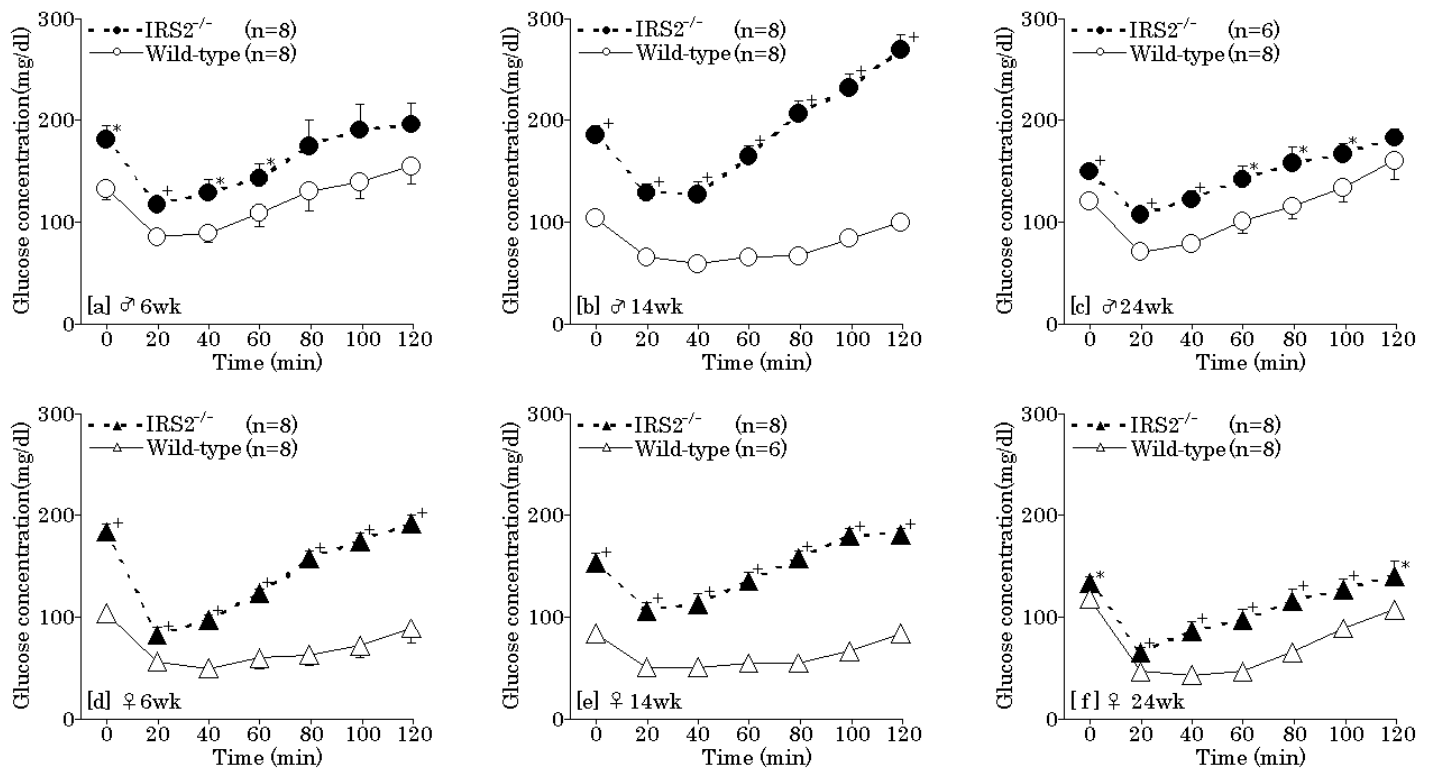 Glucose concentration(mg/dl)
300
200
100
0
IRS2-/- (n=8)
Wild-type (n=8)
* + * *
[a] ♂ 6wk
0 20 40 60 80 100 120
Time (min)
Glucose concentration(mg/dl)
300
200
100
0
IRS2-/- (n=8)
Wild-type (n=8)
+ + + + + + +
[b] ♂ 14wk
0 20 40 60 80 100 120
Time (min)
Glucose concentration(mg/dl)
300
200
100
0
IRS2-/- (n=6)
Wild-type (n=8)
+ + + * * *
[c] ♂24wk
0 20 40 60 80 100 120
Time (min)
Glucose concentration(mg/dl)
300
200
100
0
IRS2-/- (n=8)
Wild-type (n=8)
+ + + + + + +
[d] ♀6wk
0 20 40 60 80 100 120
Time (min)
Glucose concentration(mg/dl)
300
200
100
0
IRS2-/- (n=8)
Wild-type (n=6)
+ + + + + + +
[e] ♀ 14wk
0 20 40 60 80 100 120
Time (min)
Glucose concentration(mg/dl)
300
200
100
0
IRS2-/- (n=8)
Wild-type (n=8)
* + + + + + *
[f] ♀ 24wk
0 20 40 60 80 100 120
Time (min)